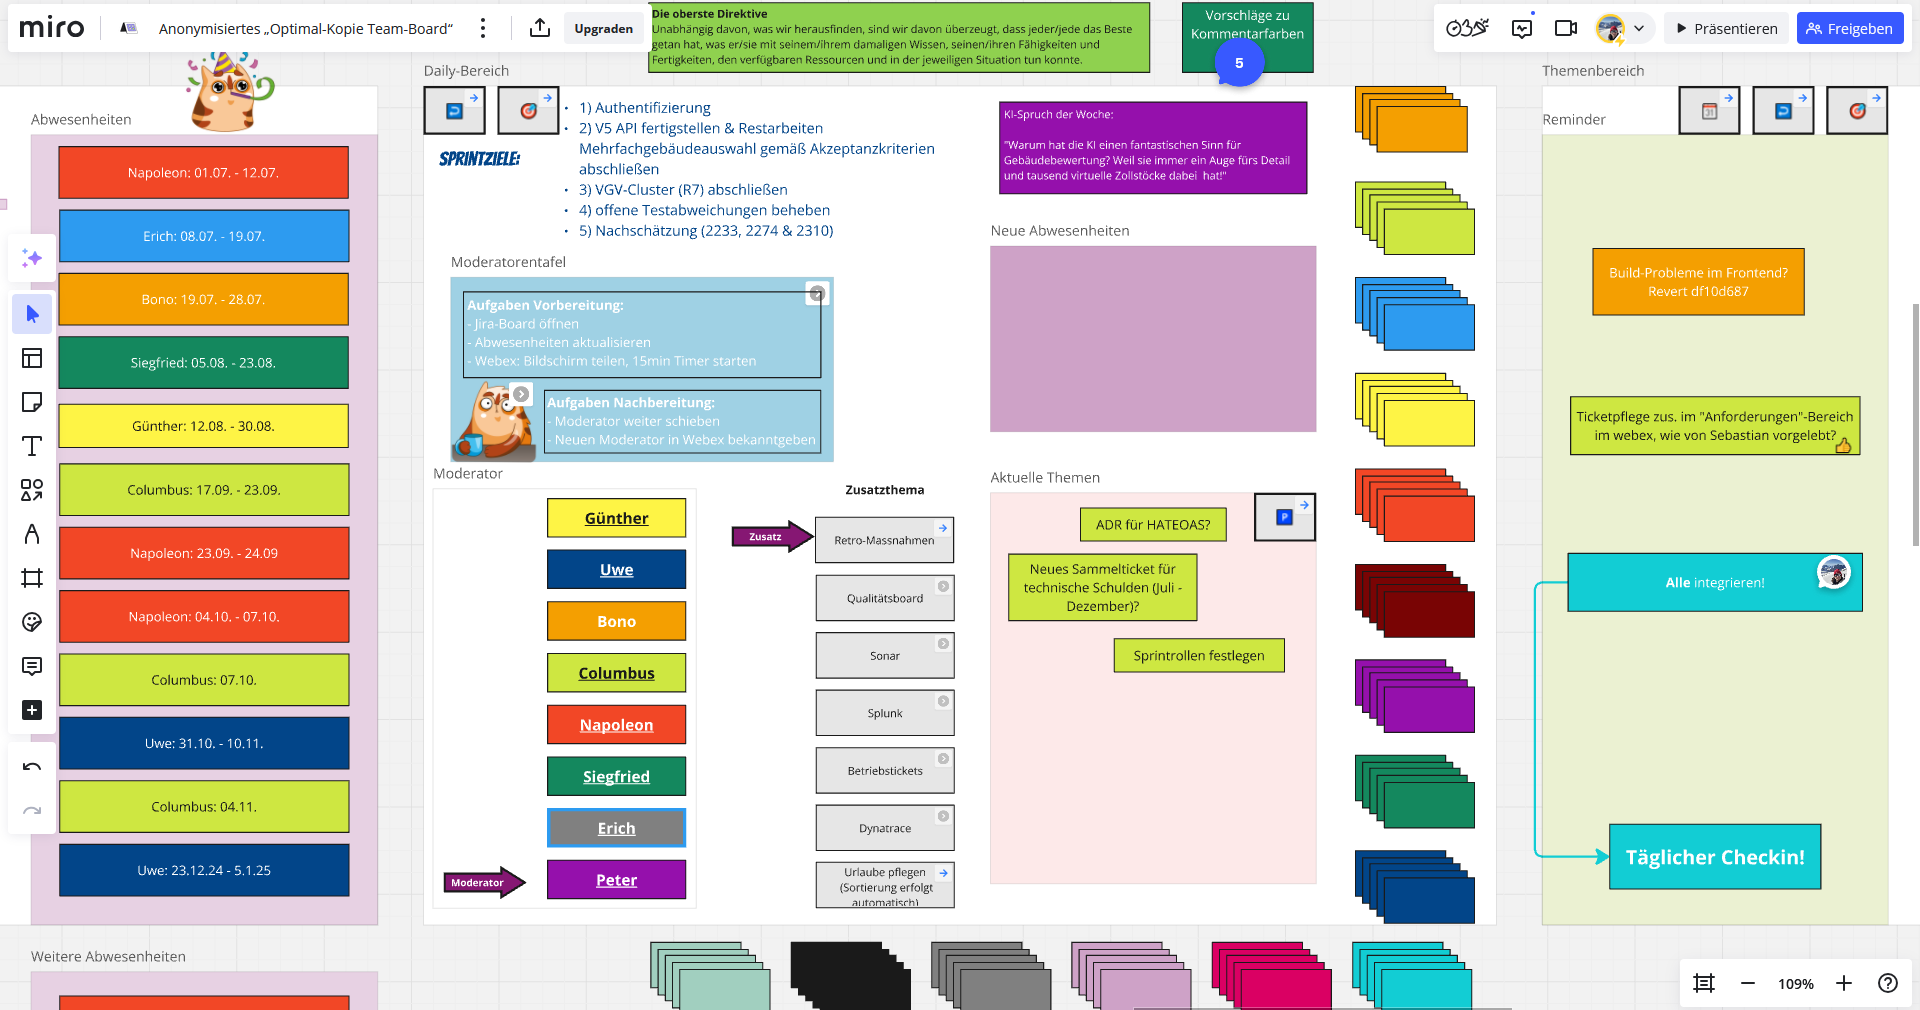 miro
Anonymisiertes „Optimal-Kopie Team-Board“
Upgraden
Die oberste Direktive
Unabhängig davon, was wir herausfinden, sind wir davon überzeugt, dass jeder/jede das Beste
getan hat, was er/sie mit seinem/ihrem damaligen Wissen, seinen/ihren Fähigkeiten und
Fertigkeiten, den verfügbaren Ressourcen und in der jeweiligen Situation tun konnte.
Vorschläge zu
Kommentarfarben
5
Präsentieren
Freigeben
Abwesenheiten
Napoleon: 01.07. - 12.07.
Erich: 08.07. - 19.07.
Bono: 19.07. - 28.07.
Siegfried: 05.08. - 23.08.
Günther: 12.08. - 30.08.
Columbus: 17.09. - 23.09.
Napoleon: 23.09. - 24.09
Napoleon: 04.10. - 07.10.
Columbus: 07.10.
Uwe: 31.10. - 10.11.
Columbus: 04.11.
Uwe: 23.12.24 - 5.1.25
Weitere Abwesenheiten
Daily-Bereich
SPRINTZIELE:
• 1) Authentifizierung
• 2) V5 API fertigstellen & Restarbeiten
Mehrfachgebäudeauswahl gemäß Akzeptanzkriterien
abschließen
• 3) VGV-Cluster (R7) abschließen
• 4) offene Testabweichungen beheben
• 5) Nachschätzung (2233, 2274 & 2310)
Moderatorentafel
Aufgaben Vorbereitung:
- Jira-Board öffnen
- Abwesenheiten aktualisieren
- Webex: Bildschirm teilen, 15min Timer starten
Aufgaben Nachbereitung:
- Moderator weiter schieben
- Neuen Moderator in Webex bekanntgeben
Moderator
Günther
Uwe
Bono
Columbus
Napoleon
Siegfried
Erich
Moderator
Peter
Zusatzthema
Zusatz
Retro-Massnahmen
Qualitätsboard
Sonar
Splunk
Betriebstickets
Dynatrace
Urlaube pflegen
(Sortierung erfolgt
automatisch)
KI-Spruch der Woche:
"Warum hat die KI einen fantastischen Sinn für
Gebäudebewertung? Weil sie immer ein Auge fürs Detail
und tausend virtuelle Zollstöcke dabei  hat!"
Neue Abwesenheiten
Aktuelle Themen
ADR für HATEOAS?
P
Neues Sammelticket für
technische Schulden (Juli -
Dezember)?
Sprintrollen festlegen
Themenbereich
Reminder
31
Build-Probleme im Frontend?
Revert df10d687
Ticketpflege zus. im "Anforderungen"-Bereich
im webex, wie von Sebastian vorgelebt?
Alle integrieren!
Täglicher Checkin!
109%